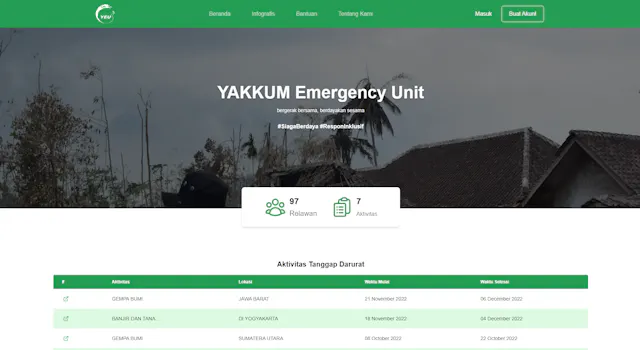 YEU
Beranda Infografis Bantuan Tentang Kami Masuk Buat Akun!
YAKKUM Emergency Unit
bergerak bersama, berdayakan sesama
#SiagaBerdaya #ResponInklusif
97 Relawan
7 Aktivitas
Aktivitas Tanggap Darurat
# Aktivitas Lokasi Waktu Mulai Waktu Selesai
GEMPA BUMI JAWA BARAT 21 November 2022 06 December 2022
BANJIR DAN TANA... DI YOGYAKARTA 18 November 2022 04 December 2022
GEMPA BUMI SUMATERA UTARA 08 October 2022 22 October 2022